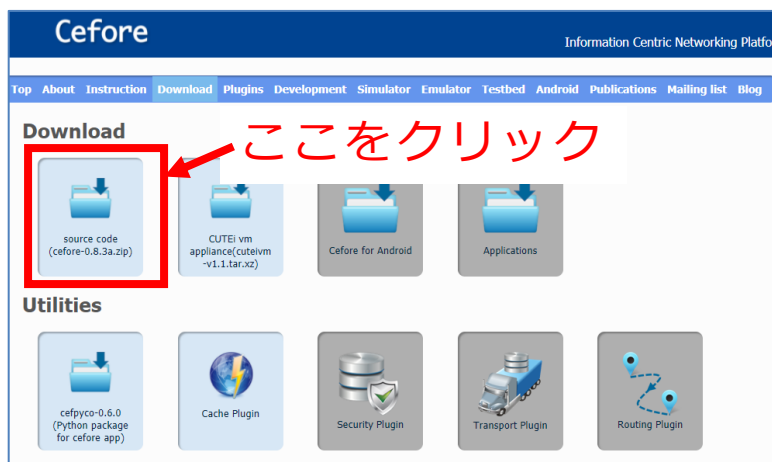 Cefore
Information Centric Networking Platfo
Top About Instruction Download Plugins Development Simulator Emulator Testbed Android Publications Mailing list Blog
Download
ここをクリック
source code
(cefore-0.8.3a.zip)
CUTEi vm
appliance(cuteivm
-v1.1.tar.xz)
Cefore for Android
Applications
Utilities
cefpyco-0.6.0
(Python package
for cefore app)
Cache Plugin
Security Plugin
Transport Plugin
Routing Plugin